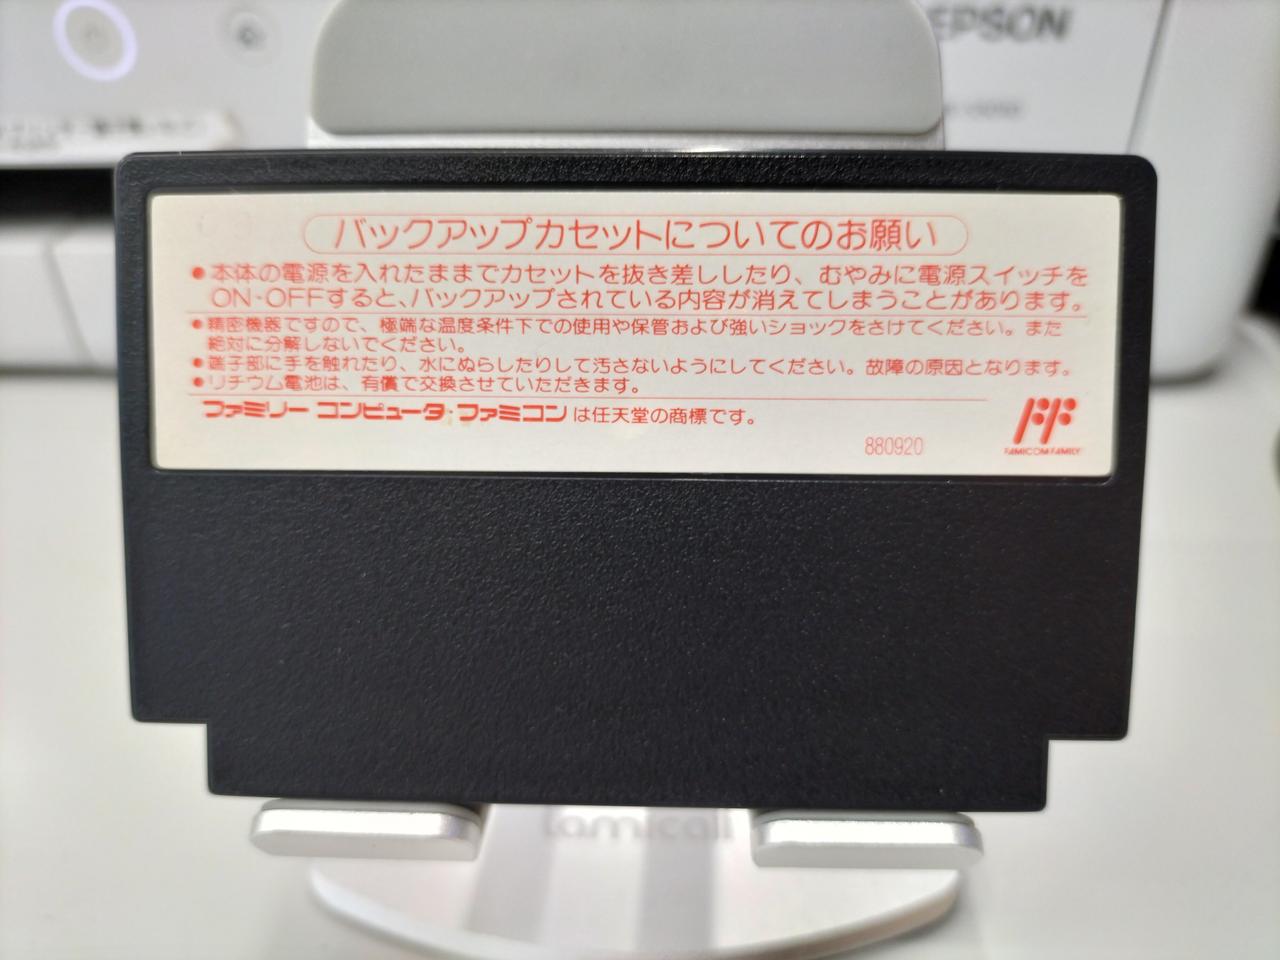 EPSON
バックアップカセットについてのお願い
●本体の電源を入れたままでカセットを抜き差ししたり、むやみに電源スイッチを
ON・OFFすると、バックアップされている内容が消えてしまうことがあります。
●精密機器ですので、極端な温度条件下での使用や保管および強いショックをさけてください。また
絶対に分解しないでください。
●端子部に手を触れたり、水にぬらしたりして汚さないようにしてください。故障の原因となります。
●リチウム電池は、有償で交換させていただきます。
ファミリー コンピュータ・ファミコンは任天堂の商標です。
880920
FF
FAMICOM FAMILY
Lamicall